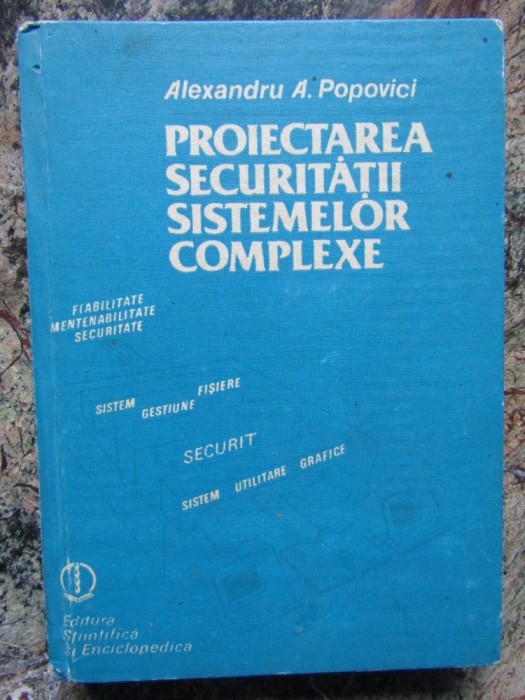 Alexandru A. Popovici
PROIECTAREA
SECURITĂȚII
SISTEMELOR
COMPLEXE
FIABILITATE
MENTENABILITATE
SECURITATE
SISTEM GESTIUNE FIȘIERE
SECURIT
SISTEM UTILITARE GRAFICE
Editura
Științifică
și Enciclopedica